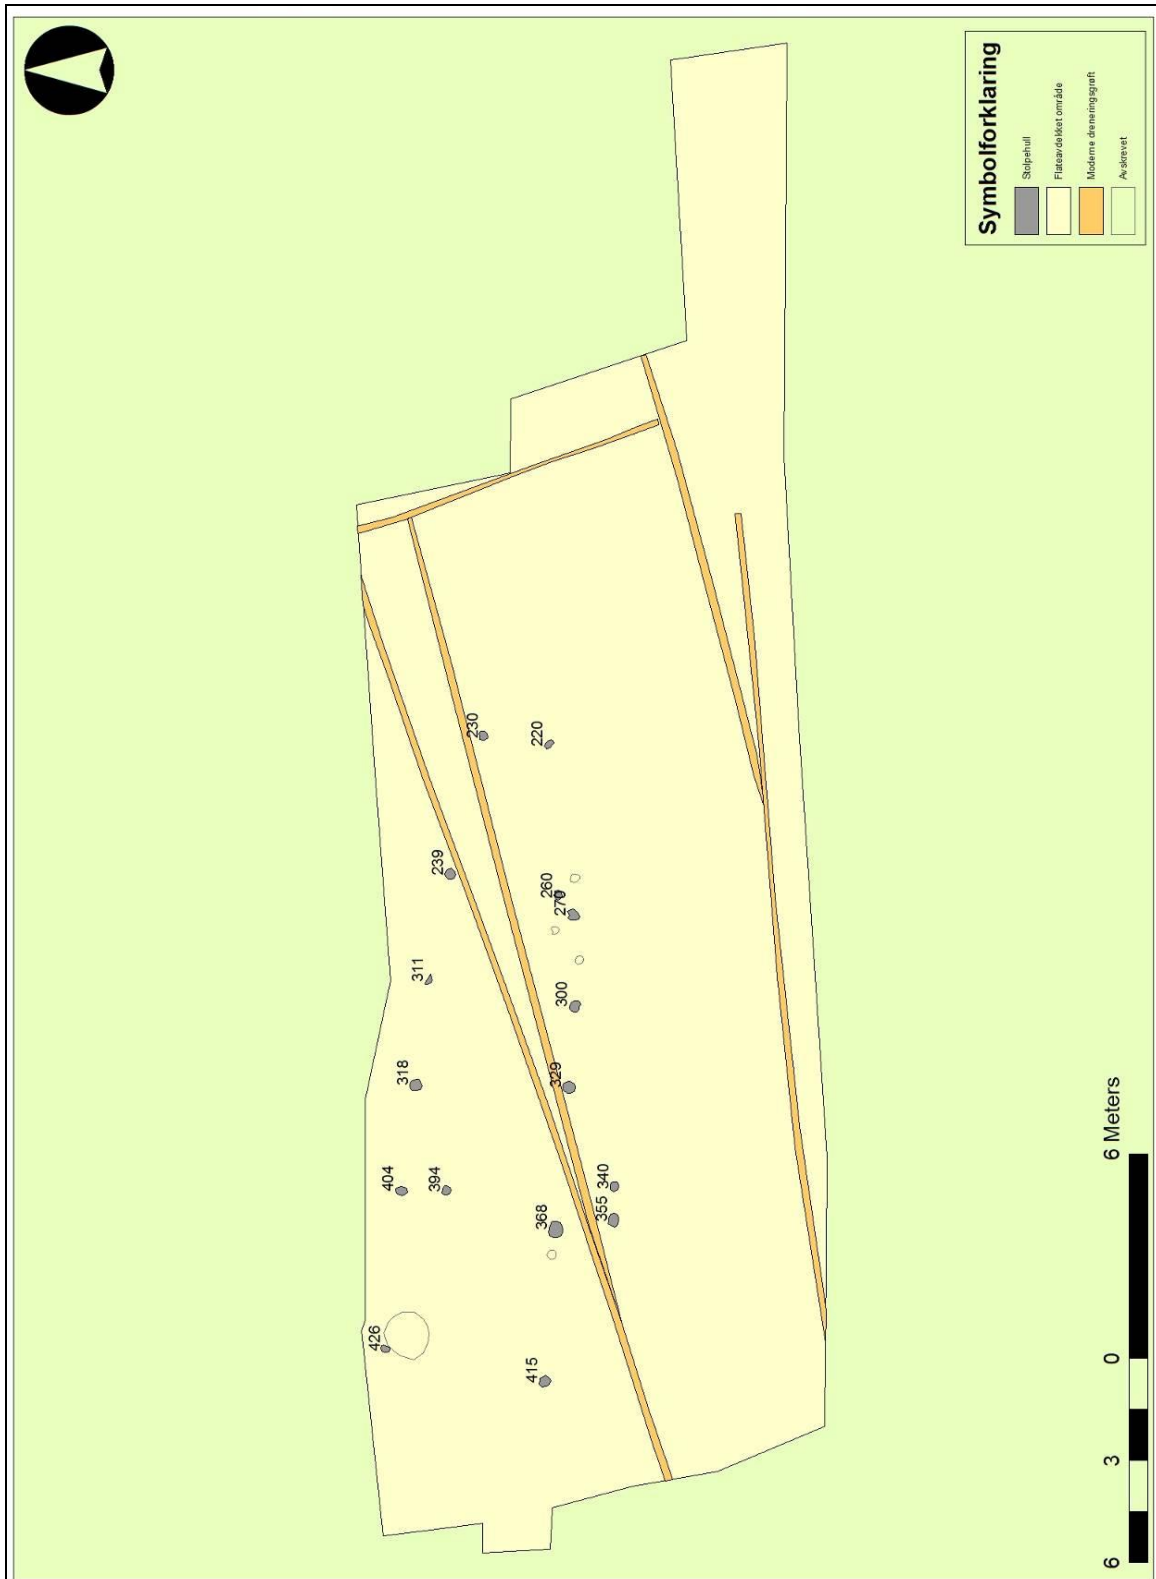 Symbolforklaring
Stolpehull
Flateavdekket område
Moderne dreneringsgrøft
Avskrevet
230
220
239
260
270
311
300
318
329
404
394
340
355
368
426
415
6 3 0 6 Meters